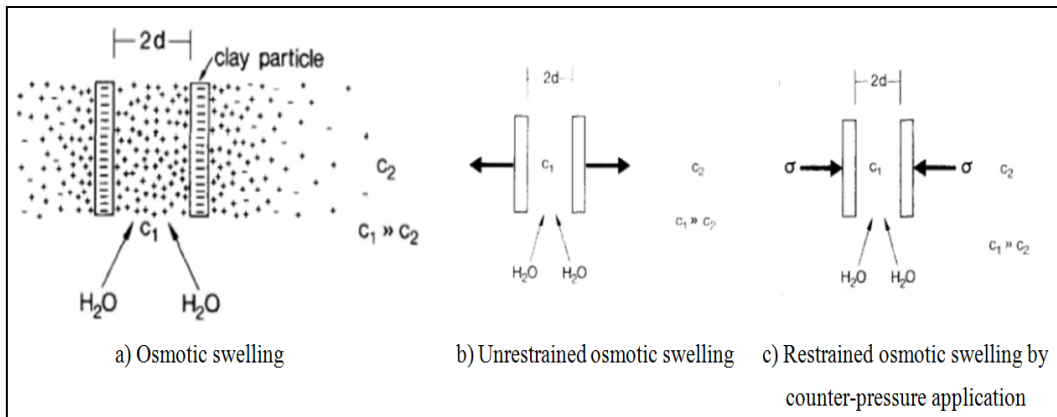 2d
clay particle
C₂
C₁
C₁ » C₂
H₂O H₂O
a) Osmotic swelling
2d
C₁
C₂
C₁ » C₂
H₂O H₂O
b) Unrestrained osmotic swelling
2d
σ C₁ σ C₂
C₁ » C₂
H₂O H₂O
c) Restrained osmotic swelling by
counter-pressure application